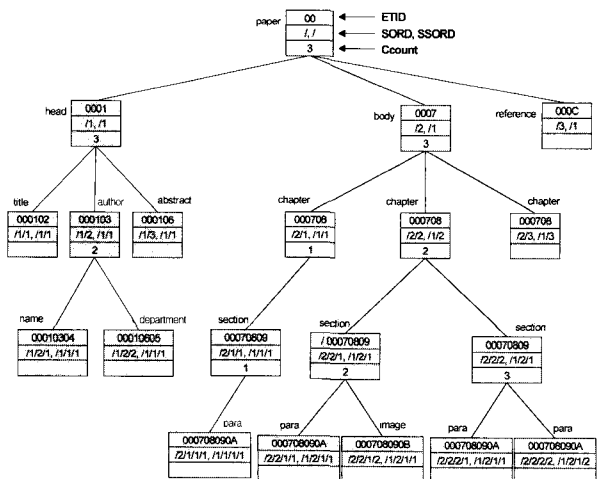 paper
00
ETID
/, /
SORD, SSORD
3
Ccount
head
0001
/1, /1
3
body
0007
/2, /1
3
reference
000C
/3, /1
title
000102
/1/1, /1/1
author
000103
/1/2, /1/1
2
abstract
000106
/1/3, /1/1
chapter
000708
/2/1, /1/1
1
chapter
000708
/2/2, /1/2
2
chapter
000708
/2/3, /1/3
name
00010304
/1/2/1, /1/1/1
department
00010605
/1/2/2, /1/1/1
section
00070809
/2/1/1, /1/1/1
1
section
/ 00070809
/2/2/1, /1/2/1
2
section
00070809
/2/2/2, /1/2/1
3
para
000708090A
/2/1/1/1, /1/1/1/1
para
000708090A
/2/2/1/1, /1/2/1/1
image
000708090B
/2/2/1/2, /1/2/1/1
para
000708090A
/2/2/2/1, /1/2/1/1
para
000708090A
/2/2/2/2, /1/2/1/2